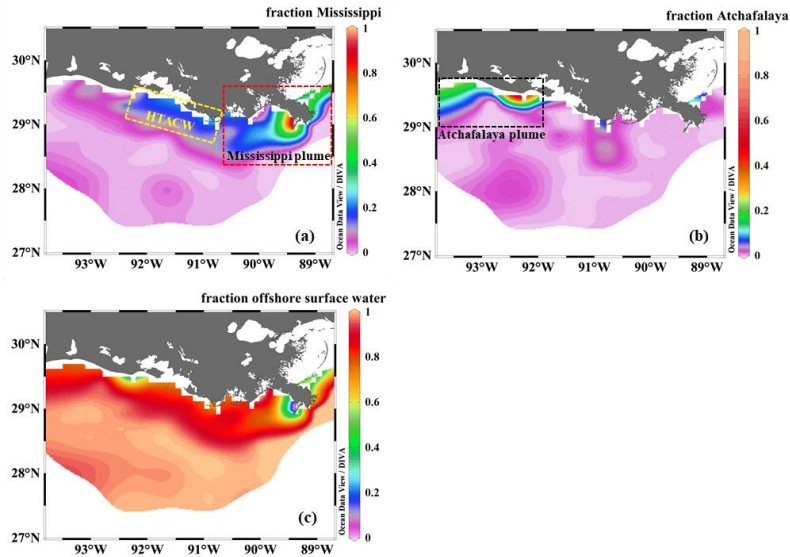 fraction Mississippi
30°N
29°N
28°N
27°N
93°W 92°W 91°W 90°W 89°W
1
0.8
0.6
0.4
0.2
0
HTACW
Mississippi plume
(a)
Ocean Data View / DIVA
fraction Atchafalaya
30°N
29°N
28°N
27°N
93°W 92°W 91°W 90°W 89°W
1
0.8
0.6
0.4
0.2
0
Atchafalaya plume
(b)
Ocean Data View / DIVA
fraction offshore surface water
30°N
29°N
28°N
27°N
93°W 92°W 91°W 90°W 89°W
1
0.8
0.6
0.4
0.2
0
(c)
Ocean Data View / DIVA